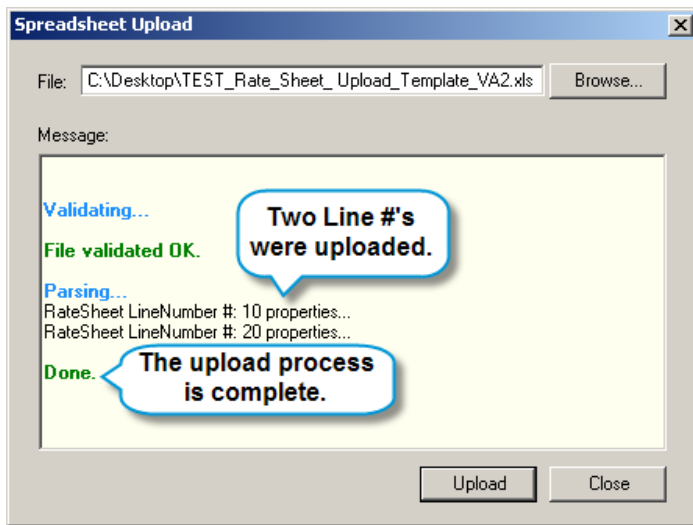 Spreadsheet Upload
File: C:\Desktop\TEST_Rate_Sheet_ Upload_Template_VA2.xls Browse...
Message:
Validating...
File validated OK.
Two Line #'s
were uploaded.
Parsing...
RateSheet LineNumber #: 10 properties...
RateSheet LineNumber #: 20 properties...
Done.
The upload process
is complete.
Upload Close